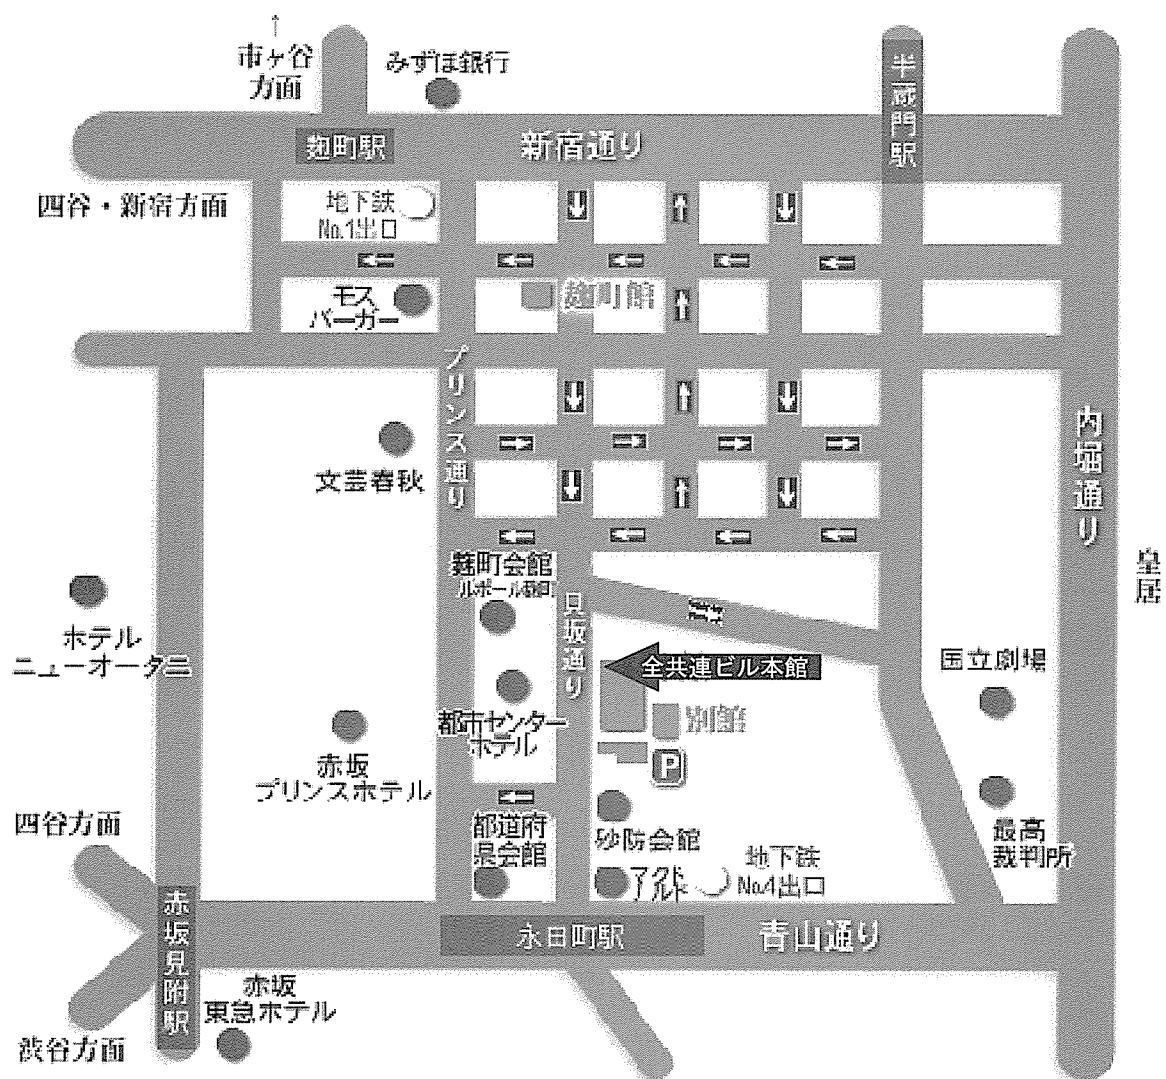 ↑
市ヶ谷
方面
みずほ銀行
半蔵門駅
麹町駅
新宿通り
四谷・新宿方面
地下鉄
No.1出口
モス
バーガー
麹町館
プリンス通り
内堀通り
文芸春秋
皇居
麹町会館
ルポール麹町
貝坂通り
ホテル
ニューオータニ
全共連ビル本館
国立劇場
別館
都市センター
ホテル
P
赤坂
プリンスホテル
四谷方面
都道府
県会館
砂防会館
最高
裁判所
地下鉄
No.4出口
赤坂見附駅
永田町駅
青山通り
赤坂
東急ホテル
渋谷方面